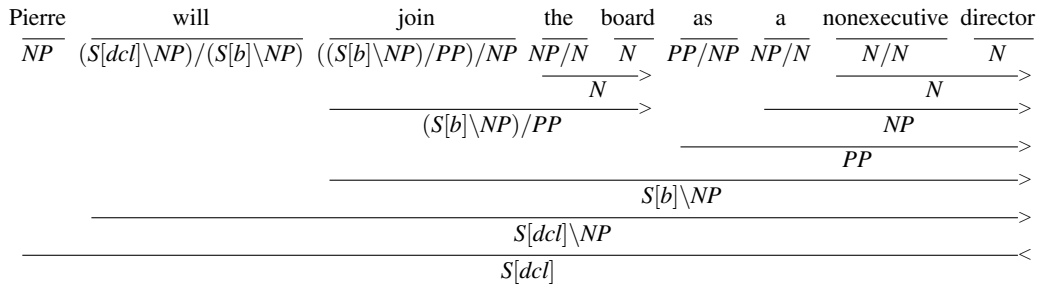 Pierre will join the board as a nonexecutive director
NP (S[dcl]\NP)/(S[b]\NP) ((S[b]\NP)/PP)/NP NP/N N PP/NP NP/N N/N N
> >
N N
> >
(S[b]\NP)/PP NP
>
PP
>
S[b]\NP
>
S[dcl]\NP
<
S[dcl]